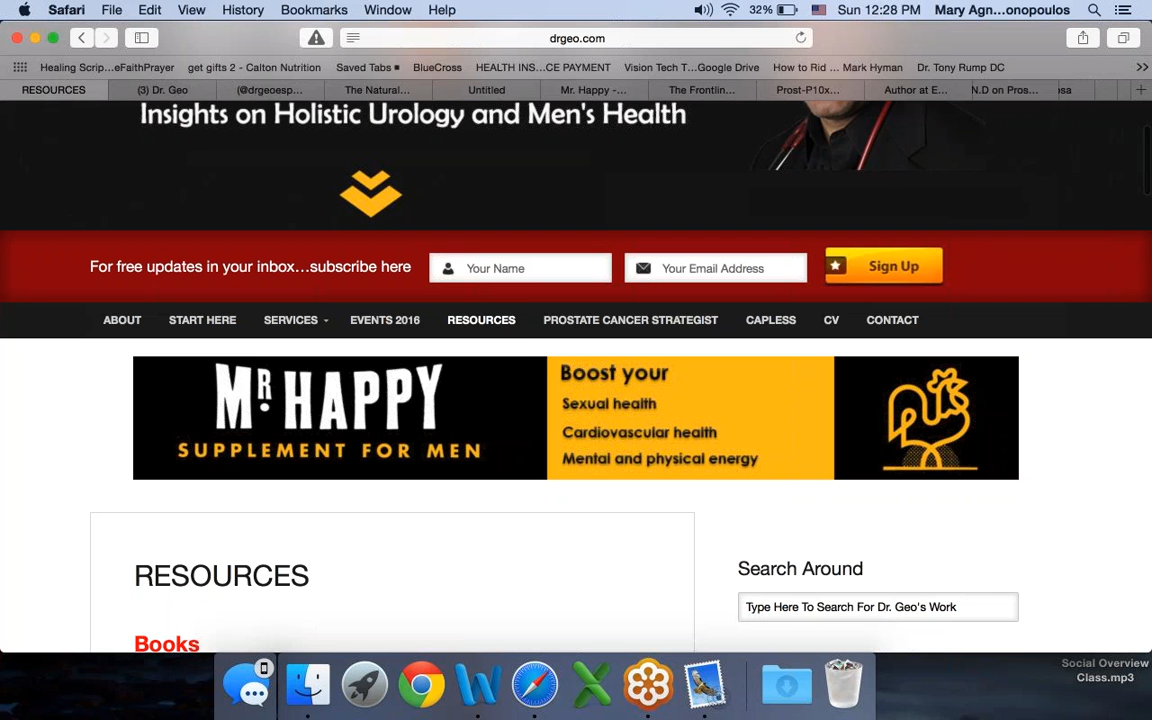 Safari File Edit View History Bookmarks Window Help 32% Sun 12:28 PM Mary Agn...onopoulos
drgeo.com
Healing Scrip...eFaithPrayer get gifts 2 - Calton Nutrition Saved Tabs BlueCross HEALTH INS...CE PAYMENT Vision Tech T...Google Drive How to Rid ... Mark Hyman Dr. Tony Rump DC
RESOURCES (3) Dr. Geo (@drgeoesp... The Natural... Untitled Mr. Happy -... The Frontlin... Prost-P10x... Author at E... N.D on Pros... nsa
Insights on Holistic Urology and Men's Health
For free updates in your inbox...subscribe here Your Name Your Email Address Sign Up
ABOUT START HERE SERVICES EVENTS 2016 RESOURCES PROSTATE CANCER STRATEGIST CAPLESS CV CONTACT
MR. HAPPY
SUPPLEMENT FOR MEN
Boost your
Sexual health
Cardiovascular health
Mental and physical energy
RESOURCES
Books
Search Around
Type Here To Search For Dr. Geo's Work
Social Overview
Class.mp3